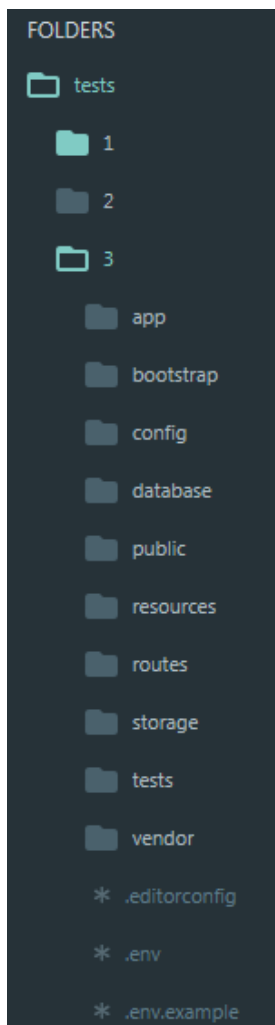 FOLDERS
tests
1
2
3
app
bootstrap
config
database
public
resources
routes
storage
tests
vendor
* .editorconfig
* .env
* .env.example